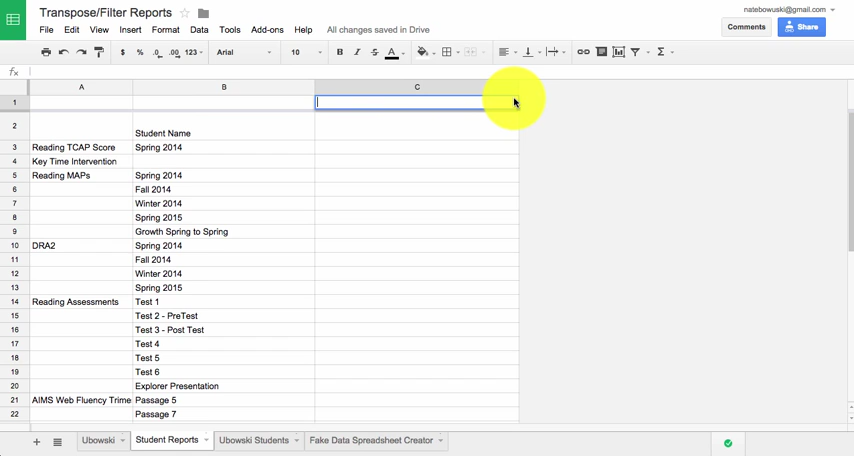 Transpose/Filter Reports
natebowuski@gmail.com
File Edit View Insert Format Data Tools Add-ons Help All changes saved in Drive
Comments Share
$ % .0 .00 123 Arial 10 B I S A Σ
fx
A B C
1
2 Student Name
3 Reading TCAP Score Spring 2014
4 Key Time Intervention
5 Reading MAPs Spring 2014
6 Fall 2014
7 Winter 2014
8 Spring 2015
9 Growth Spring to Spring
10 DRA2 Spring 2014
11 Fall 2014
12 Winter 2014
13 Spring 2015
14 Reading Assessments Test 1
15 Test 2 - PreTest
16 Test 3 - Post Test
17 Test 4
18 Test 5
19 Test 6
20 Explorer Presentation
21 AIMS Web Fluency Trime Passage 5
22 Passage 7
Ubowski Student Reports Ubowski Students Fake Data Spreadsheet Creator